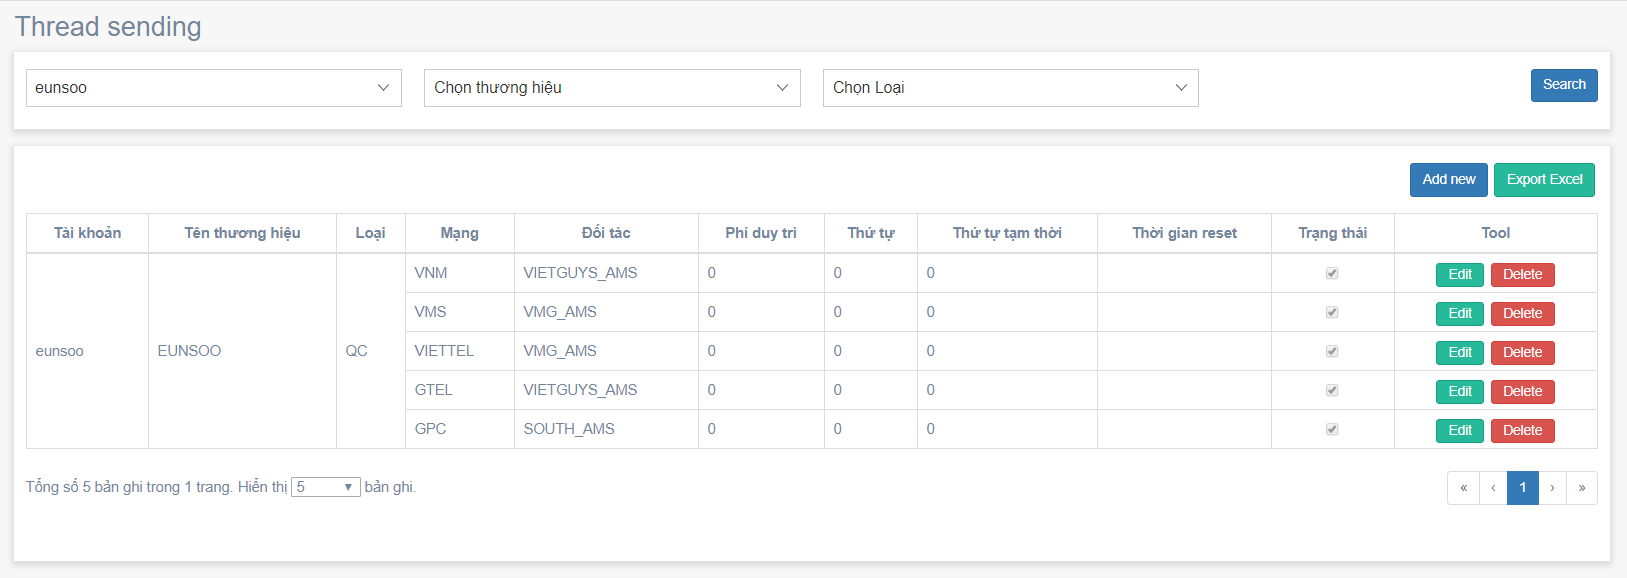 Thread sending
eunsoo Chọn thương hiệu Chọn Loại Search
Add new Export Excel
Tài khoản Tên thương hiệu Loại Mạng Đối tác Phí duy trì Thứ tự Thứ tự tạm thời Thời gian reset Trạng thái Tool
VNM VIETGUYS_AMS 0 0 0 Edit Delete
VMS VMG_AMS 0 0 0 Edit Delete
eunsoo EUNSOO QC VIETTEL VMG_AMS 0 0 0 Edit Delete
GTEL VIETGUYS_AMS 0 0 0 Edit Delete
GPC SOUTH_AMS 0 0 0 Edit Delete
Tổng số 5 bản ghi trong 1 trang. Hiển thị 5 bản ghi. « ‹ 1 › »